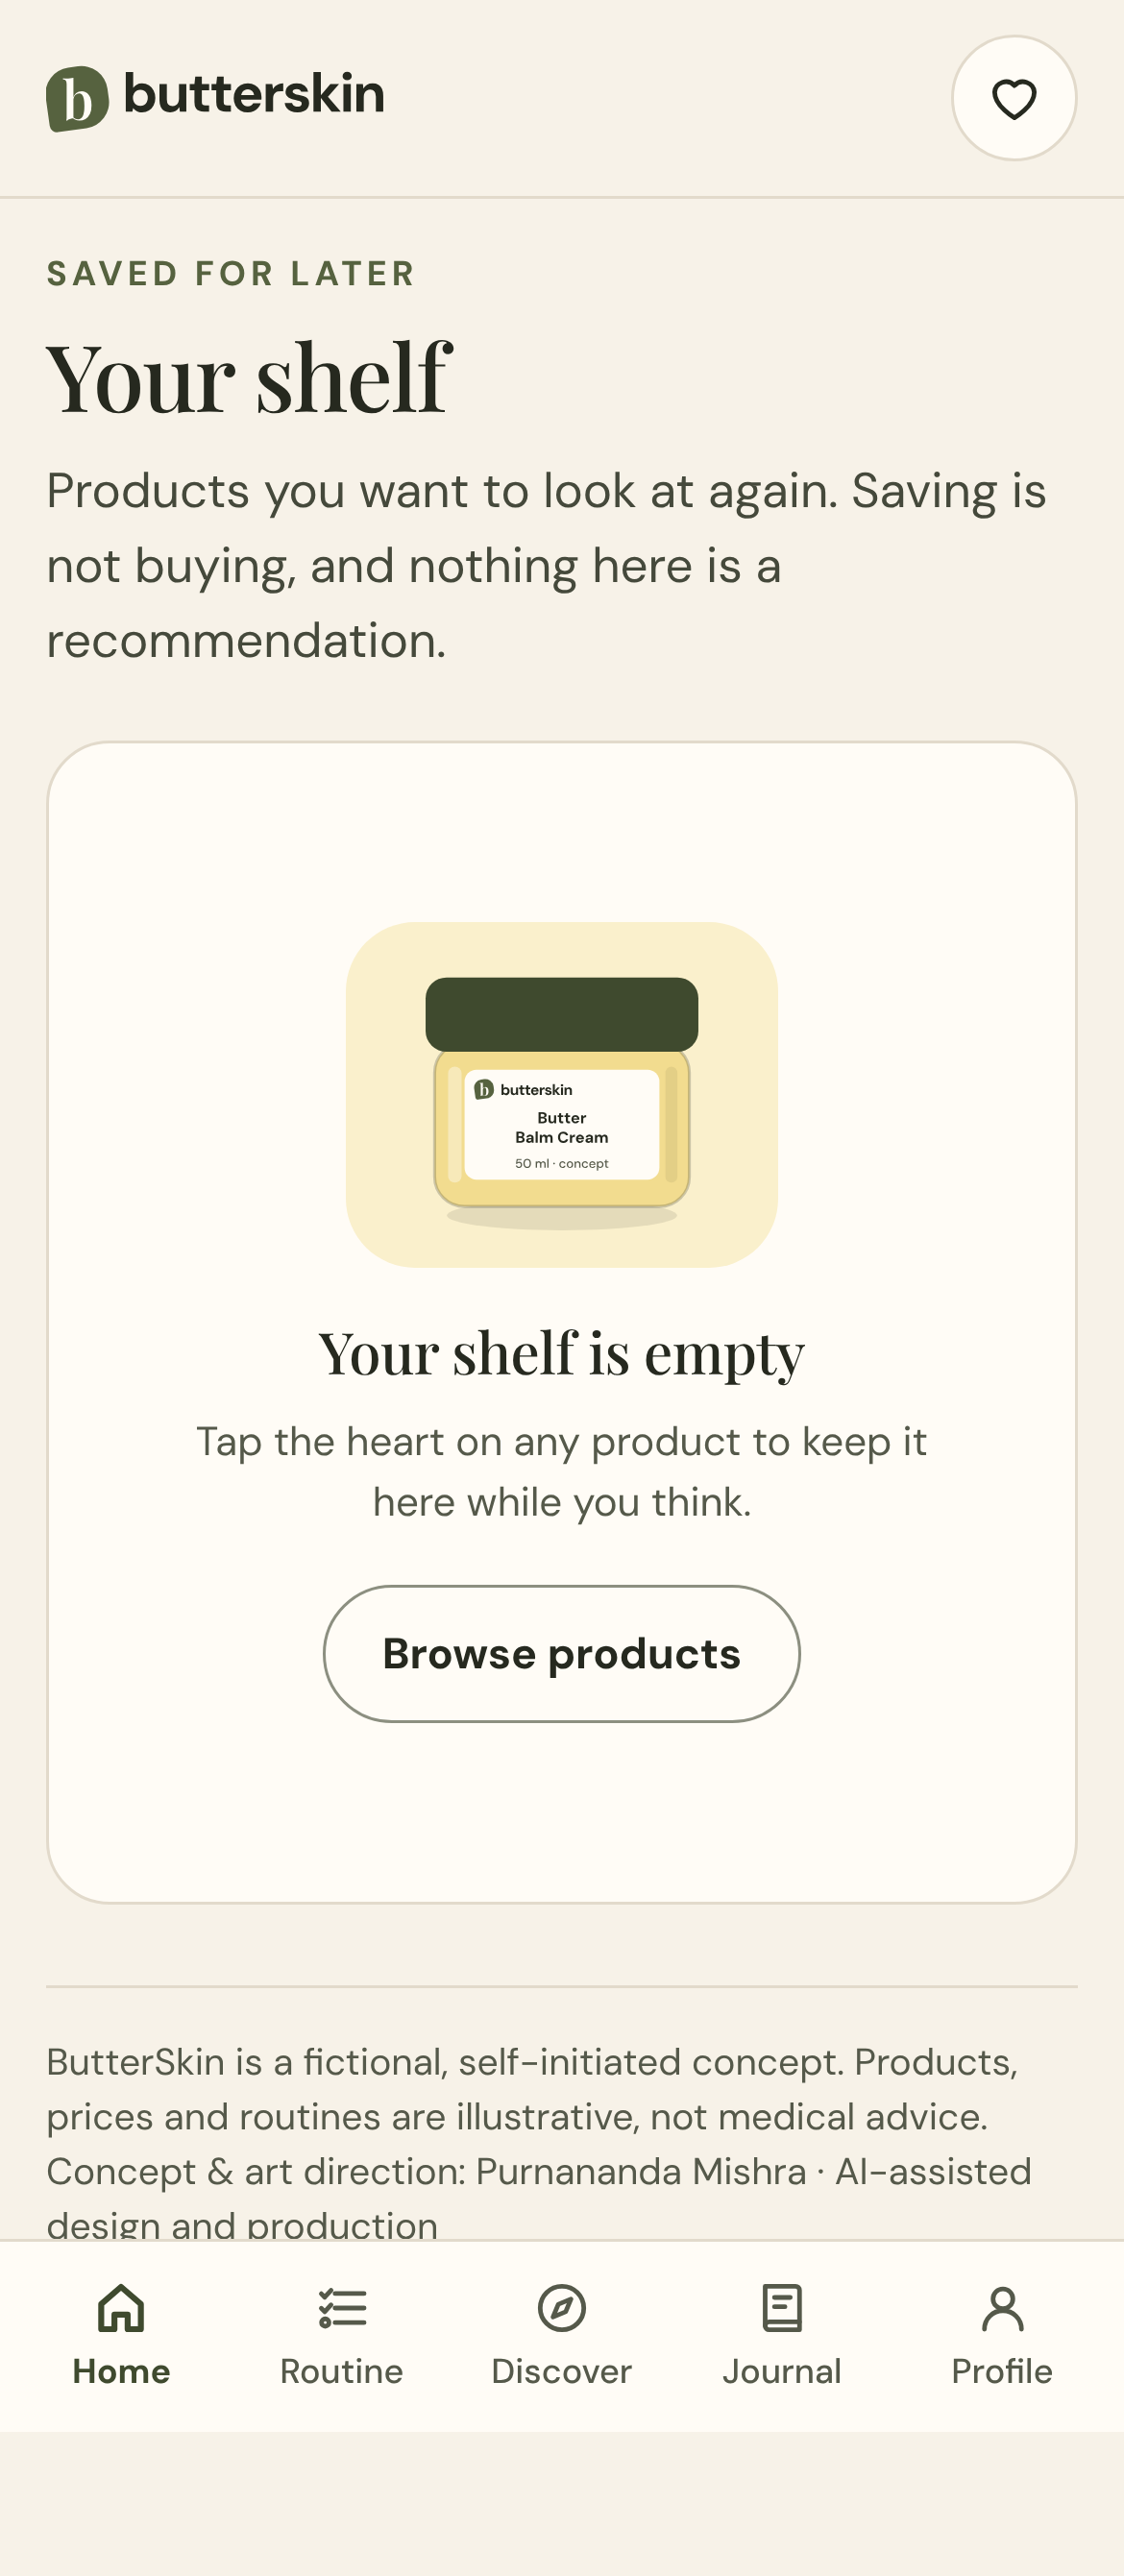 b butterskin
SAVED FOR LATER
Your shelf
Products you want to look at again. Saving is
not buying, and nothing here is a
recommendation.
b butterskin
Butter
Balm Cream
50 ml · concept
Your shelf is empty
Tap the heart on any product to keep it
here while you think.
Browse products
ButterSkin is a fictional, self-initiated concept. Products,
prices and routines are illustrative, not medical advice.
Concept & art direction: Purnananda Mishra · AI-assisted
design and production
Home Routine Discover Journal Profile